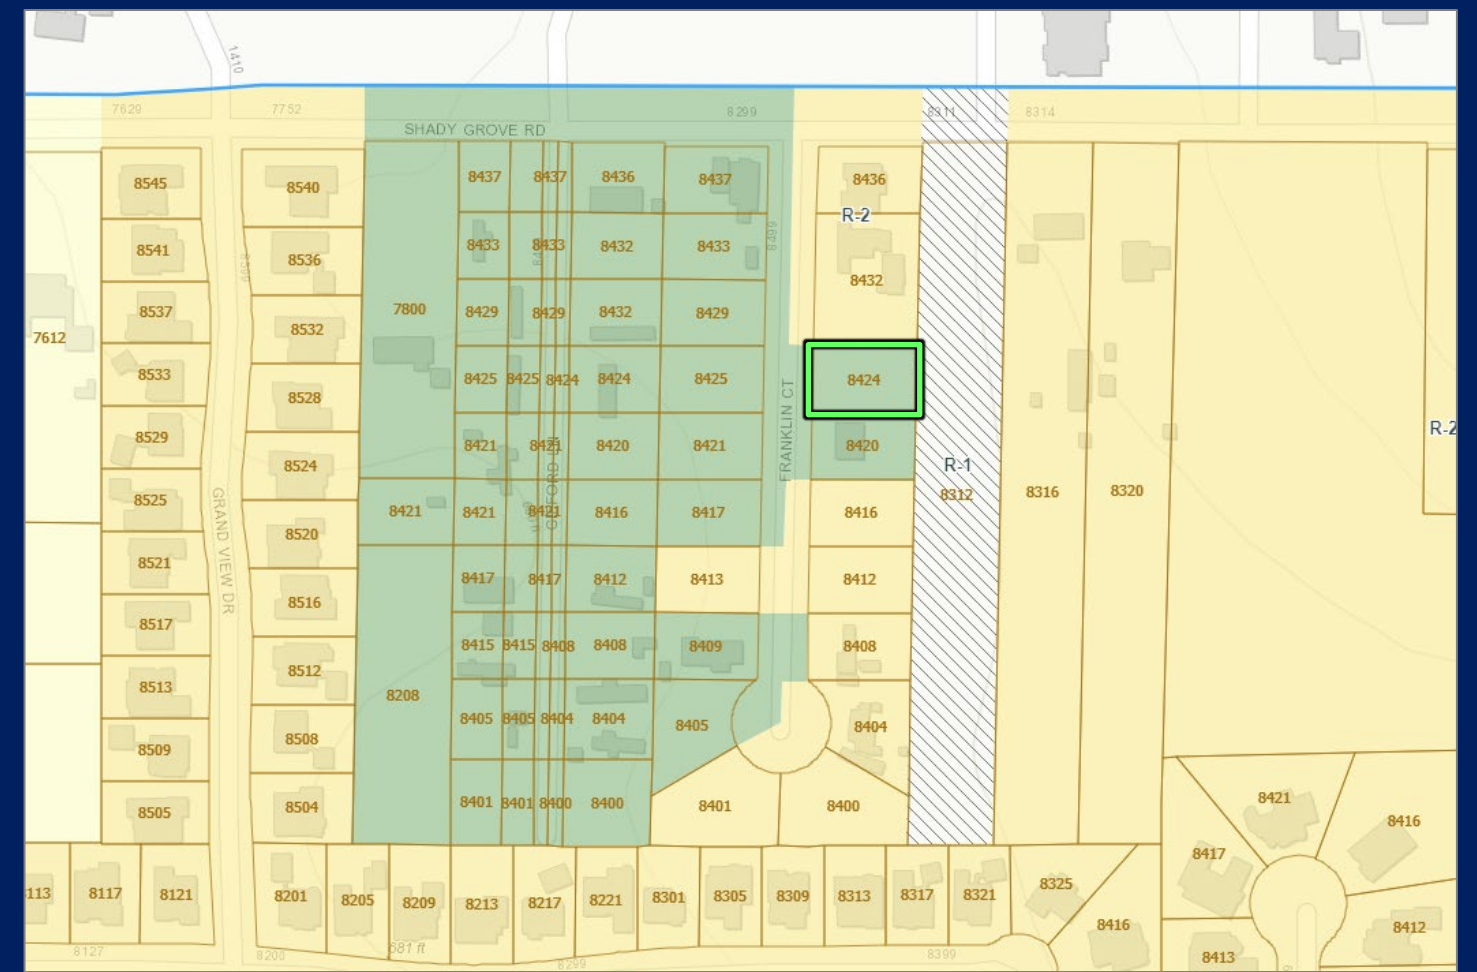 1410
7629 7752 8299 8311 8314
SHADY GROVE RD
8545 8540 8437 8437 8436 8437 8436
R-2
8541 8536 8433 8433 8432 8433 8432
8499
8537 8532 7800 8429 8429 8432 8429
7612
8533 8528 8425 8425 8424 8424 8425 8424
FRANKLIN CT
8529 8524 8421 8421 8420 8421 8420
R-2
R-1
8525 8520 8421 8421 8421 8416 8417 8416 8312 8316 8320
GRAND VIEW DR
8521 8516 8417 8417 8412 8413 8412
8517 8512 8415 8415 8408 8408 8409 8408
8513 8508 8208 8405 8405 8404 8404 8405 8404
8509
8505 8504 8401 8401 8400 8400 8401 8400
8421 8416
8417
113 8117 8121 8201 8205 8209 8213 8217 8221 8301 8305 8309 8313 8317 8321 8325
8416 8412
8413
8127 8200 681 ft 8299 8399